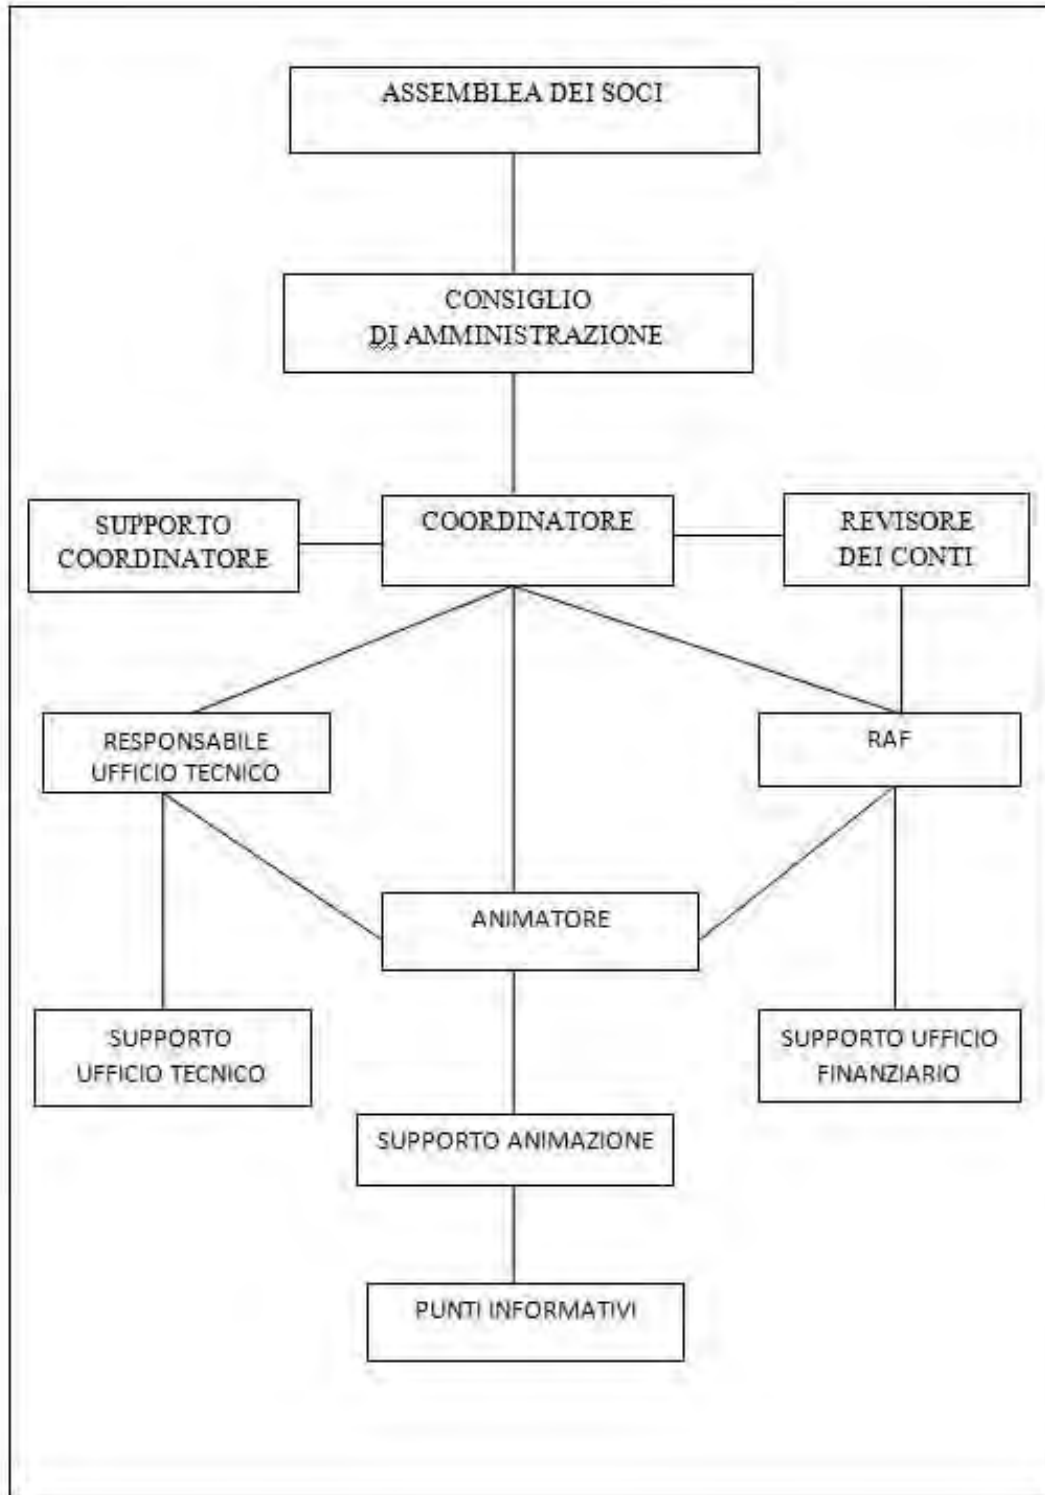 ASSEMBLEA DEI SOCI
CONSIGLIO
DI AMMINISTRAZIONE
SUPPORTO
COORDINATORE
COORDINATORE
REVISORE
DEI CONTI
RESPONSABILE
UFFICIO TECNICO
RAF
ANIMATORE
SUPPORTO
UFFICIO TECNICO
SUPPORTO UFFICIO
FINANZIARIO
SUPPORTO ANIMAZIONE
PUNTI INFORMATIVI